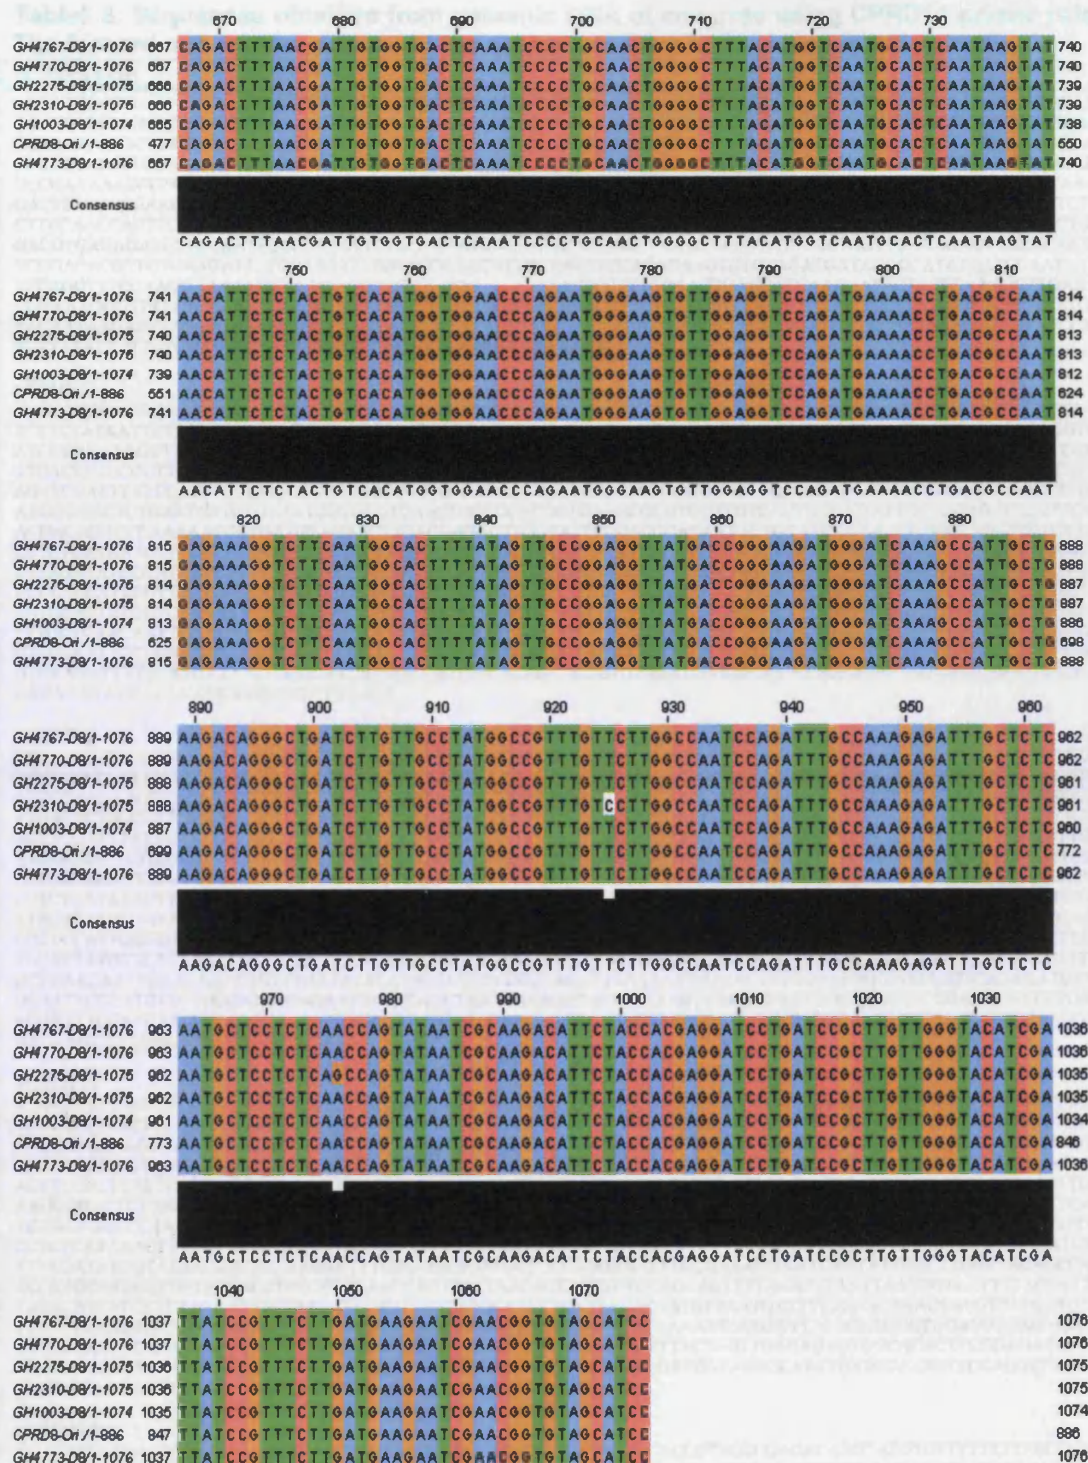 670 680 690 700 710 720 730
GH4767-D8/1-1076 667 CAGACTTTAACGATTGTGGTGACTCAAATCCCCTGCAACTGGGGCTTTACATGGTCAATGCACTCAATAAGTAT 740
GH4770-D8/1-1076 667 CAGACTTTAACGATTGTGGTGACTCAAATCCCCTGCAACTGGGGCTTTACATGGTCAATGCACTCAATAAGTAT 740
GH2275-D8/1-1075 666 CAGACTTTAACGATTGTGGTGACTCAAATCCCCTGCAACTGGGGCTTTACATGGTCAATGCACTCAATAAGTAT 739
GH2310-D8/1-1075 666 CAGACTTTAACGATTGTGGTGACTCAAATCCCCTGCAACTGGGGCTTTACATGGTCAATGCACTCAATAAGTAT 739
GH1003-D8/1-1074 665 CAGACTTTAACGATTGTGGTGACTCAAATCCCCTGCAACTGGGGCTTTACATGGTCAATGCACTCAATAAGTAT 738
CPRD8-Ori/1-886 477 CAGACTTTAACGATTGTGGTGACTCAAATCCCCTGCAACTGGGGCTTTACATGGTCAATGCACTCAATAAGTAT 550
GH4773-D8/1-1076 667 CAGACTTTAACGATTGTGGTGACTCAAATCCCCTGCAACTGGGGCTTTACATGGTCAATGCACTCAATAAGTAT 740
Consensus
CAGACTTTAACGATTGTGGTGACTCAAATCCCCTGCAACTGGGGCTTTACATGGTCAATGCACTCAATAAGTAT
750 760 770 780 790 800 810
GH4767-D8/1-1076 741 AACATTCTCTACTGTCACATGGTGGAACCCAGAATGGGAAGTGTTGGAGGTCCAGATGAAAACCTGACGCCAAT 814
GH4770-D8/1-1076 741 AACATTCTCTACTGTCACATGGTGGAACCCAGAATGGGAAGTGTTGGAGGTCCAGATGAAAACCTGACGCCAAT 814
GH2275-D8/1-1075 740 AACATTCTCTACTGTCACATGGTGGAACCCAGAATGGGAAGTGTTGGAGGTCCAGATGAAAACCTGACGCCAAT 813
GH2310-D8/1-1075 740 AACATTCTCTACTGTCACATGGTGGAACCCAGAATGGGAAGTGTTGGAGGTCCAGATGAAAACCTGACGCCAAT 813
GH1003-D8/1-1074 739 AACATTCTCTACTGTCACATGGTGGAACCCAGAATGGGAAGTGTTGGAGGTCCAGATGAAAACCTGACGCCAAT 812
CPRD8-Ori/1-886 551 AACATTCTCTACTGTCACATGGTGGAACCCAGAATGGGAAGTGTTGGAGGTCCAGATGAAAACCTGACGCCAAT 624
GH4773-D8/1-1076 741 AACATTCTCTACTGTCACATGGTGGAACCCAGAATGGGAAGTGTTGGAGGTCCAGATGAAAACCTGACGCCAAT 814
Consensus
AACATTCTCTACTGTCACATGGTGGAACCCAGAATGGGAAGTGTTGGAGGTCCAGATGAAAACCTGACGCCAAT
820 830 840 850 860 870 880
GH4767-D8/1-1076 815 GAGAAAGGTCTTCAATGGCACTTTTATAGTTGCCGGAGGTTATGACCGGGAAGATGGGATCAAAGCCATTGCTG 888
GH4770-D8/1-1076 815 GAGAAAGGTCTTCAATGGCACTTTTATAGTTGCCGGAGGTTATGACCGGGAAGATGGGATCAAAGCCATTGCTG 888
GH2275-D8/1-1075 814 GAGAAAGGTCTTCAATGGCACTTTTATAGTTGCCGGAGGTTATGACCGGGAAGATGGGATCAAAGCCATTGCTG 887
GH2310-D8/1-1075 814 GAGAAAGGTCTTCAATGGCACTTTTATAGTTGCCGGAGGTTATGACCGGGAAGATGGGATCAAAGCCATTGCTG 887
GH1003-D8/1-1074 813 GAGAAAGGTCTTCAATGGCACTTTTATAGTTGCCGGAGGTTATGACCGGGAAGATGGGATCAAAGCCATTGCTG 886
CPRD8-Ori/1-886 625 GAGAAAGGTCTTCAATGGCACTTTTATAGTTGCCGGAGGTTATGACCGGGAAGATGGGATCAAAGCCATTGCTG 698
GH4773-D8/1-1076 815 GAGAAAGGTCTTCAATGGCACTTTTATAGTTGCCGGAGGTTATGACCGGGAAGATGGGATCAAAGCCATTGCTG 888
890 900 910 920 930 940 950 960
GH4767-D8/1-1076 889 AAGACAGGGCTGATCTTGTTGCCTATGGCCGTTTGTTCTTGGCCAATCCAGATTTGCCAAAGAGATTTGCTCTC 962
GH4770-D8/1-1076 889 AAGACAGGGCTGATCTTGTTGCCTATGGCCGTTTGTTCTTGGCCAATCCAGATTTGCCAAAGAGATTTGCTCTC 962
GH2275-D8/1-1075 888 AAGACAGGGCTGATCTTGTTGCCTATGGCCGTTTGTTCTTGGCCAATCCAGATTTGCCAAAGAGATTTGCTCTC 961
GH2310-D8/1-1075 888 AAGACAGGGCTGATCTTGTTGCCTATGGCCGTTTGTCCTTGGCCAATCCAGATTTGCCAAAGAGATTTGCTCTC 961
GH1003-D8/1-1074 887 AAGACAGGGCTGATCTTGTTGCCTATGGCCGTTTGTTCTTGGCCAATCCAGATTTGCCAAAGAGATTTGCTCTC 960
CPRD8-Ori/1-886 699 AAGACAGGGCTGATCTTGTTGCCTATGGCCGTTTGTTCTTGGCCAATCCAGATTTGCCAAAGAGATTTGCTCTC 772
GH4773-D8/1-1076 889 AAGACAGGGCTGATCTTGTTGCCTATGGCCGTTTGTTCTTGGCCAATCCAGATTTGCCAAAGAGATTTGCTCTC 962
Consensus
AAGACAGGGCTGATCTTGTTGCCTATGGCCGTTTGTTCTTGGCCAATCCAGATTTGCCAAAGAGATTTGCTCTC
970 980 990 1000 1010 1020 1030
GH4767-D8/1-1076 963 AATGCTCCTCTCAACCAGTATAATCGCAAGACATTCTACCACGAGGATCCTGATCCGCTTGTTGGGTACATCGA 1036
GH4770-D8/1-1076 963 AATGCTCCTCTCAACCAGTATAATCGCAAGACATTCTACCACGAGGATCCTGATCCGCTTGTTGGGTACATCGA 1036
GH2275-D8/1-1075 962 AATGCTCCTCTCAGCCAGTATAATCGCAAGACATTCTACCACGAGGATCCTGATCCGCTTGTTGGGTACATCGA 1035
GH2310-D8/1-1075 962 AATGCTCCTCTCAACCAGTATAATCGCAAGACATTCTACCACGAGGATCCTGATCCGCTTGTTGGGTACATCGA 1035
GH1003-D8/1-1074 961 AATGCTCCTCTCAACCAGTATAATCGCAAGACATTCTACCACGAGGATCCTGATCCGCTTGTTGGGTACATCGA 1034
CPRD8-Ori/1-886 773 AATGCTCCTCTCAACCAGTATAATCGCAAGACATTCTACCACGAGGATCCTGATCCGCTTGTTGGGTACATCGA 846
GH4773-D8/1-1076 963 AATGCTCCTCTCAACCAGTATAATCGCAAGACATTCTACCACGAGGATCCTGATCCGCTTGTTGGGTACATCGA 1036
Consensus
AATGCTCCTCTCAACCAGTATAATCGCAAGACATTCTACCACGAGGATCCTGATCCGCTTGTTGGGTACATCGA
1040 1050 1060 1070
GH4767-D8/1-1076 1037 TTATCCGTTTCTTGATGAAGAATCGAACGGTGTAGCATCC 1076
GH4770-D8/1-1076 1037 TTATCCGTTTCTTGATGAAGAATCGAACGGTGTAGCATCC 1076
GH2275-D8/1-1075 1036 TTATCCGTTTCTTGATGAAGAATCGAACGGTGTAGCATCC 1075
GH2310-D8/1-1075 1036 TTATCCGTTTCTTGATGAAGAATCGAACGGTGTAGCATCC 1075
GH1003-D8/1-1074 1035 TTATCCGTTTCTTGATGAAGAATCGAACGGTGTAGCATCC 1074
CPRD8-Ori/1-886 847 TTATCCGTTTCTTGATGAAGAATCGAACGGTGTAGCATCC 886
GH4773-D8/1-1076 1037 TTATCCGTTTCTTGATGAAGAATCGAACGGTGTAGCATCC 1076